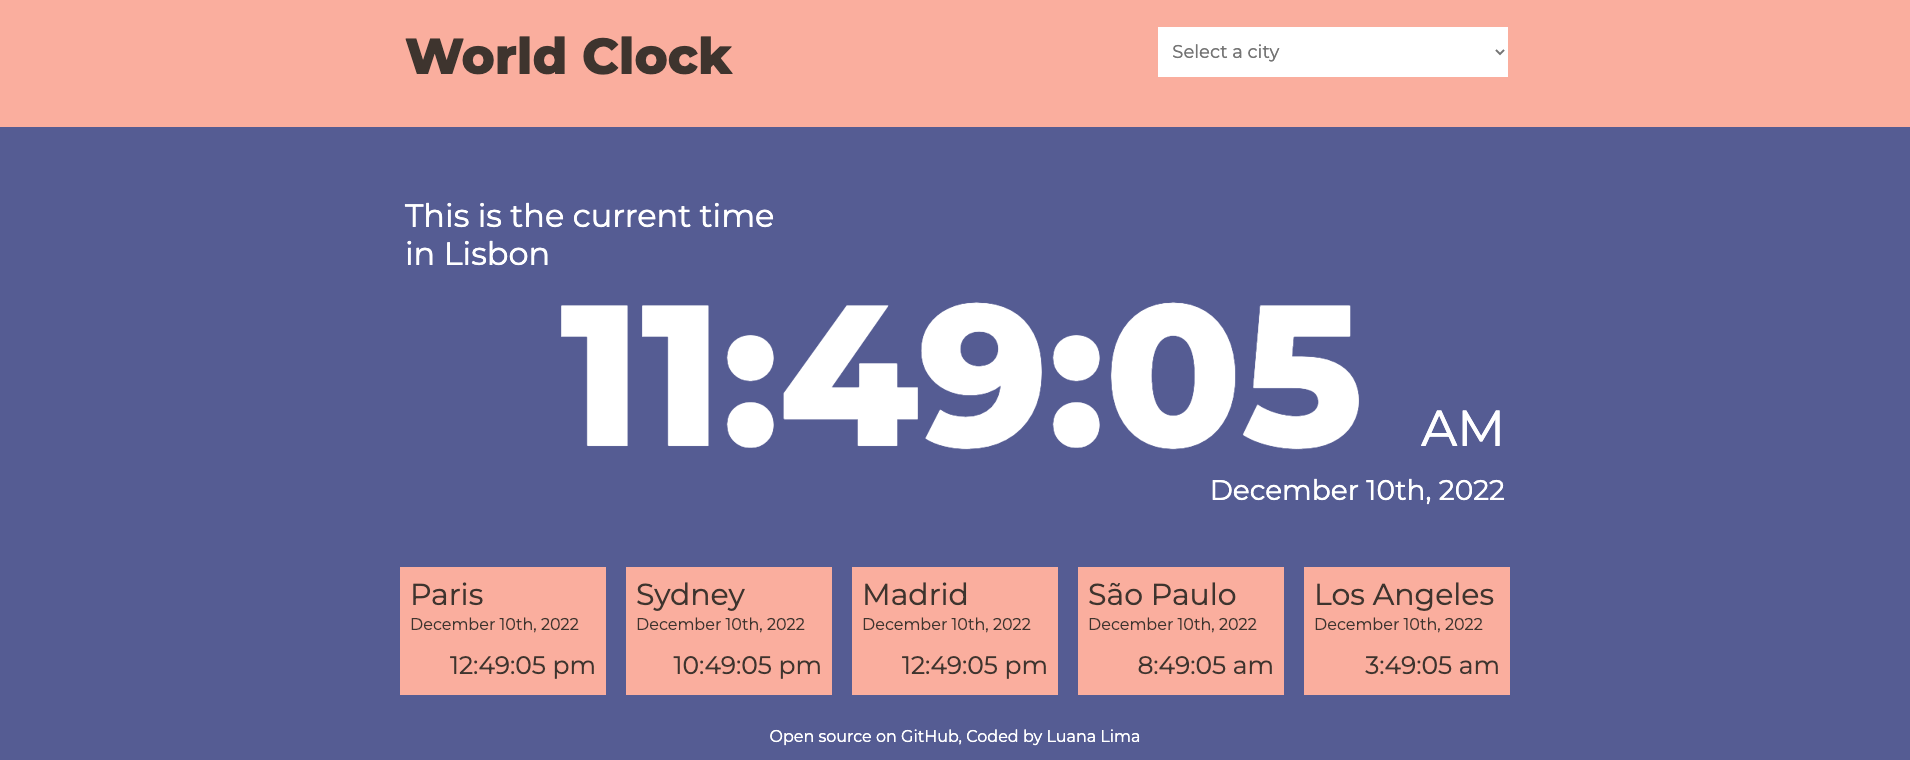 World Clock
Select a city
This is the current time
in Lisbon
11:49:05 AM
December 10th, 2022
Paris
December 10th, 2022
12:49:05 pm
Sydney
December 10th, 2022
10:49:05 pm
Madrid
December 10th, 2022
12:49:05 pm
São Paulo
December 10th, 2022
8:49:05 am
Los Angeles
December 10th, 2022
3:49:05 am
Open source on GitHub, Coded by Luana Lima